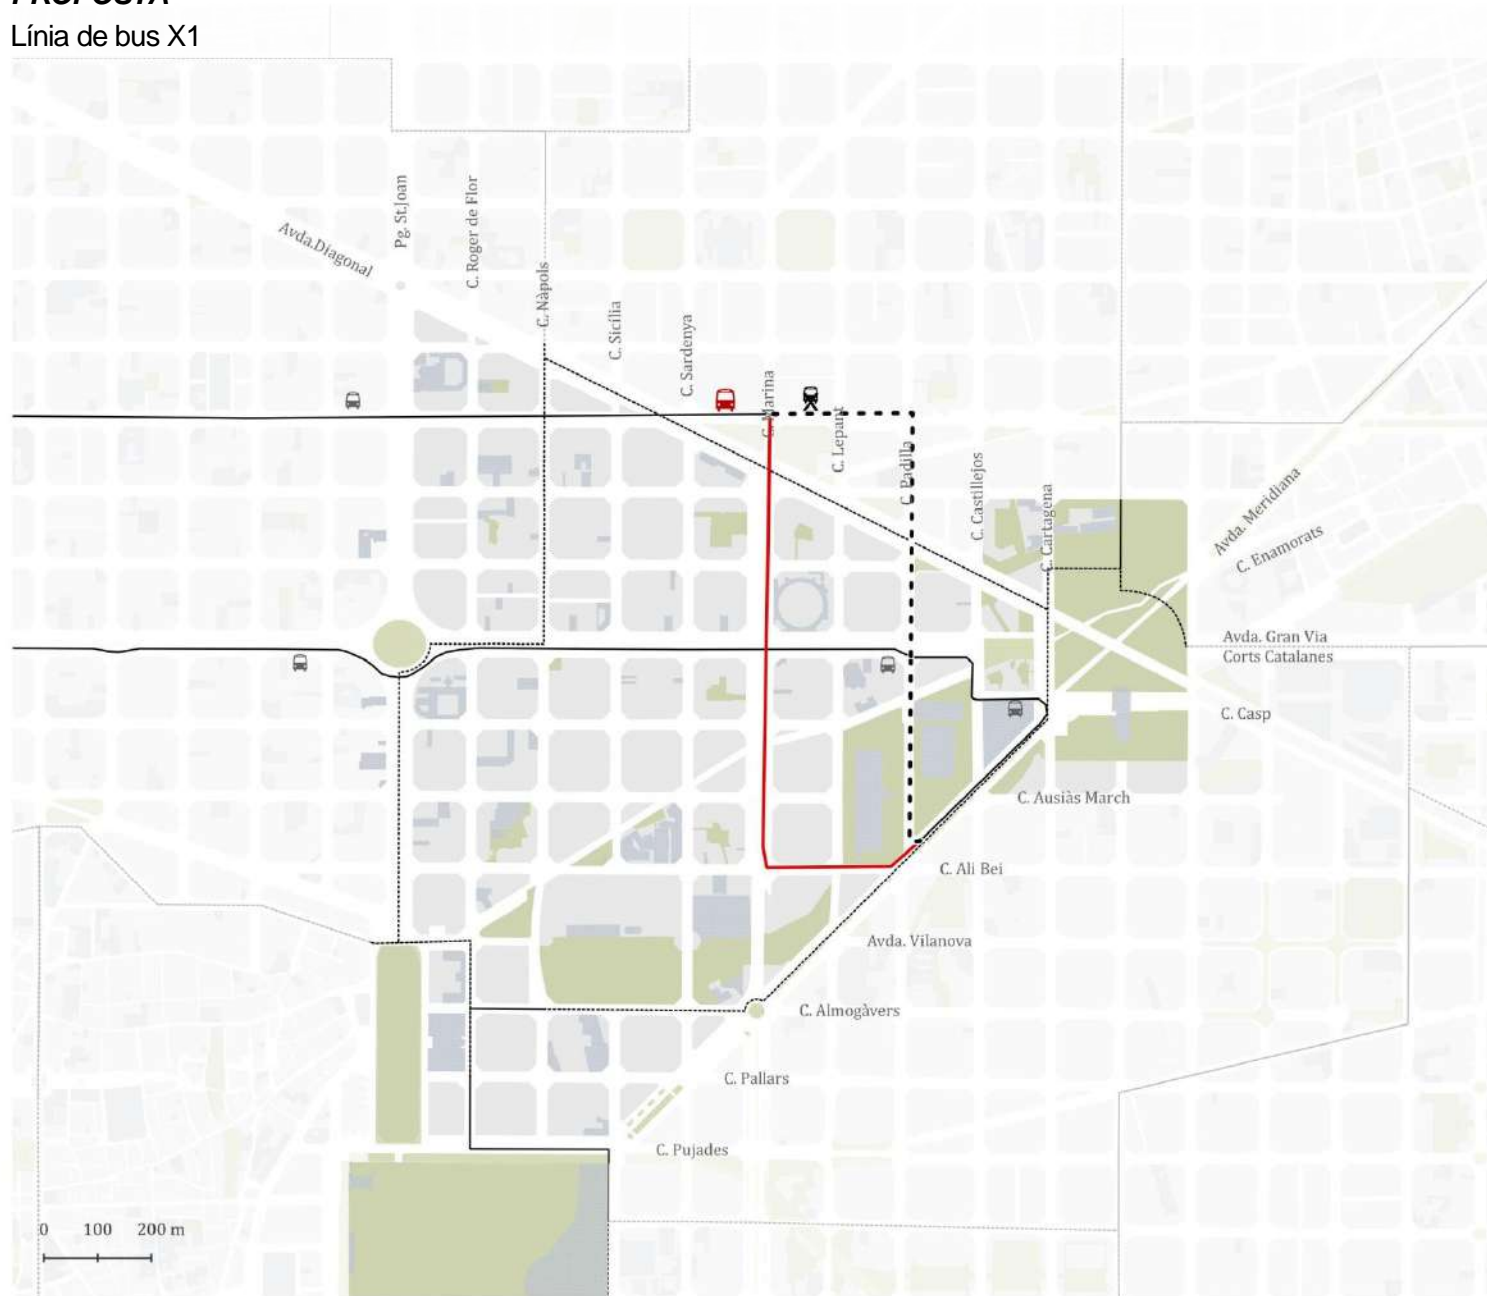 PROPOSTA
Línia de bus X1
Pg. St.Joan
C. Roger de Flor
Avda.Diagonal
C. Nàpols
C. Sicília
C. Sardenya
C. Marina
C. Lepant
C. Padilla
C. Castillejos
C. Cartagena
Avda. Meridiana
C. Enamorats
Avda. Gran Via
Corts Catalanes
C. Casp
C. Ausiàs March
C. Ali Bei
Avda. Vilanova
C. Almogàvers
C. Pallars
C. Pujades
0 100 200 m